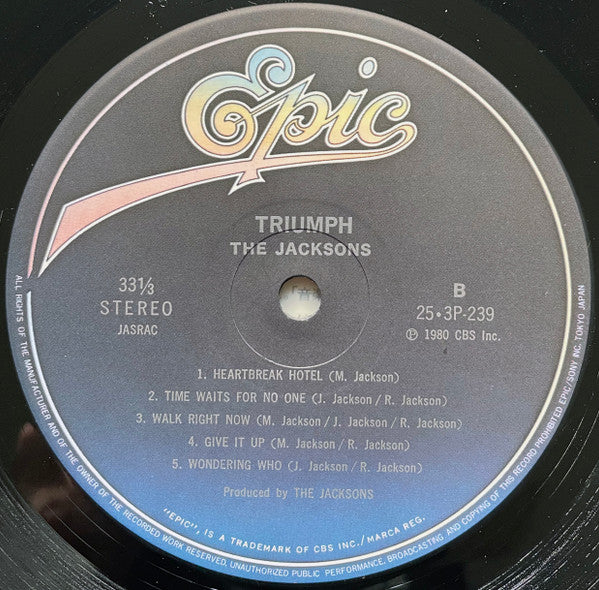 Epic
TRIUMPH
THE JACKSONS
33⅓
STEREO
JASRAC
B
25・3P-239
Ⓟ 1980 CBS Inc.
1. HEARTBREAK HOTEL (M. Jackson)
2. TIME WAITS FOR NO ONE (J. Jackson / R. Jackson)
3. WALK RIGHT NOW (M. Jackson / J. Jackson / R. Jackson)
4. GIVE IT UP (M. Jackson / R. Jackson)
5. WONDERING WHO (J. Jackson / R. Jackson)
Produced by THE JACKSONS
"EPIC", IS A TRADEMARK OF CBS INC./MARCA REG.
ALL RIGHTS OF THE MANUFACTURER AND OF THE OWNER OF THE RECORDED WORK RESERVED, UNAUTHORIZED PUBLIC PERFORMANCE, BROADCASTING AND COPYING OF THIS RECORD PROHIBITED EPIC/SONY INC. TOKYO JAPAN